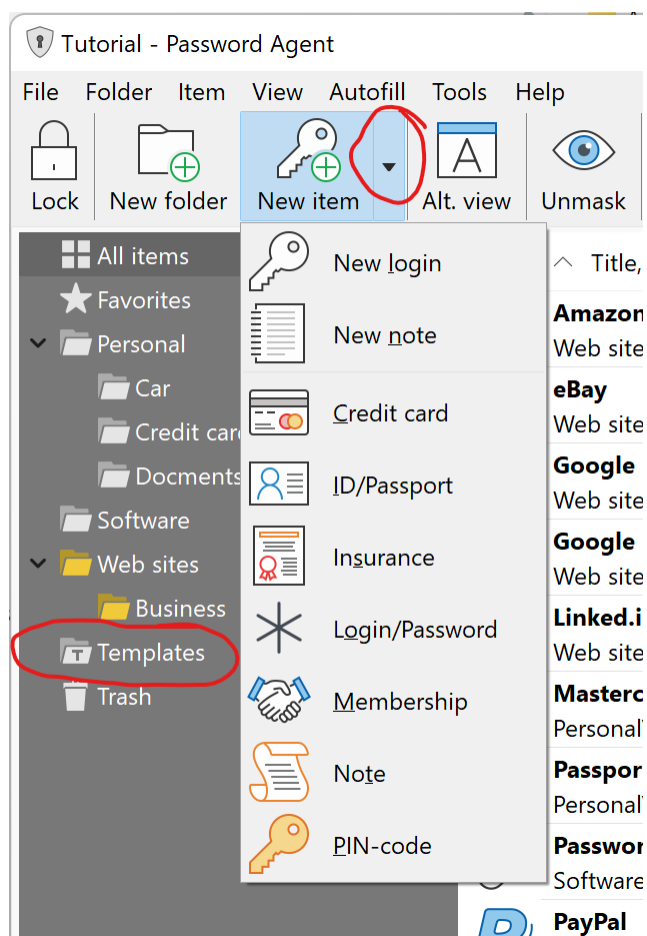 Tutorial - Password Agent
File Folder Item View Autofill Tools Help
Lock New folder New item Alt. view Unmask
All items
Favorites
Personal
Car
Credit car
Docments
Software
Web sites
Business
Templates
Trash
New login
New note
Credit card
ID/Passport
Insurance
Login/Password
Membership
Note
PIN-code
Title,
Amazon
Web site
eBay
Web site
Google
Web site
Google
Web site
Linked.i
Web site
Masterc
Personal
Passpor
Personal
Passwor
Software
PayPal